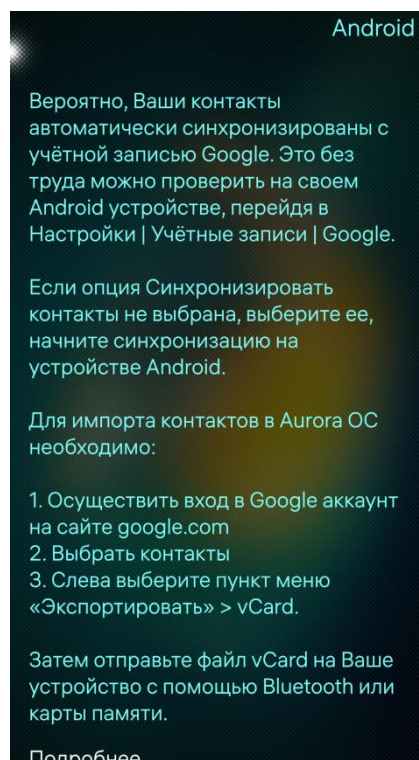 Android
Вероятно, Ваши контакты
автоматически синхронизированы с
учётной записью Google. Это без
труда можно проверить на своем
Android устройстве, перейдя в
Настройки | Учётные записи | Google.
Если опция Синхронизировать
контакты не выбрана, выберите ее,
начните синхронизацию на
устройстве Android.
Для импорта контактов в Aurora ОС
необходимо:
1. Осуществить вход в Google аккаунт
на сайте google.com
2. Выбрать контакты
3. Слева выберите пункт меню
«Экспортировать» > vCard.
Затем отправьте файл vCard на Ваше
устройство с помощью Bluetooth или
карты памяти.
Подробнее